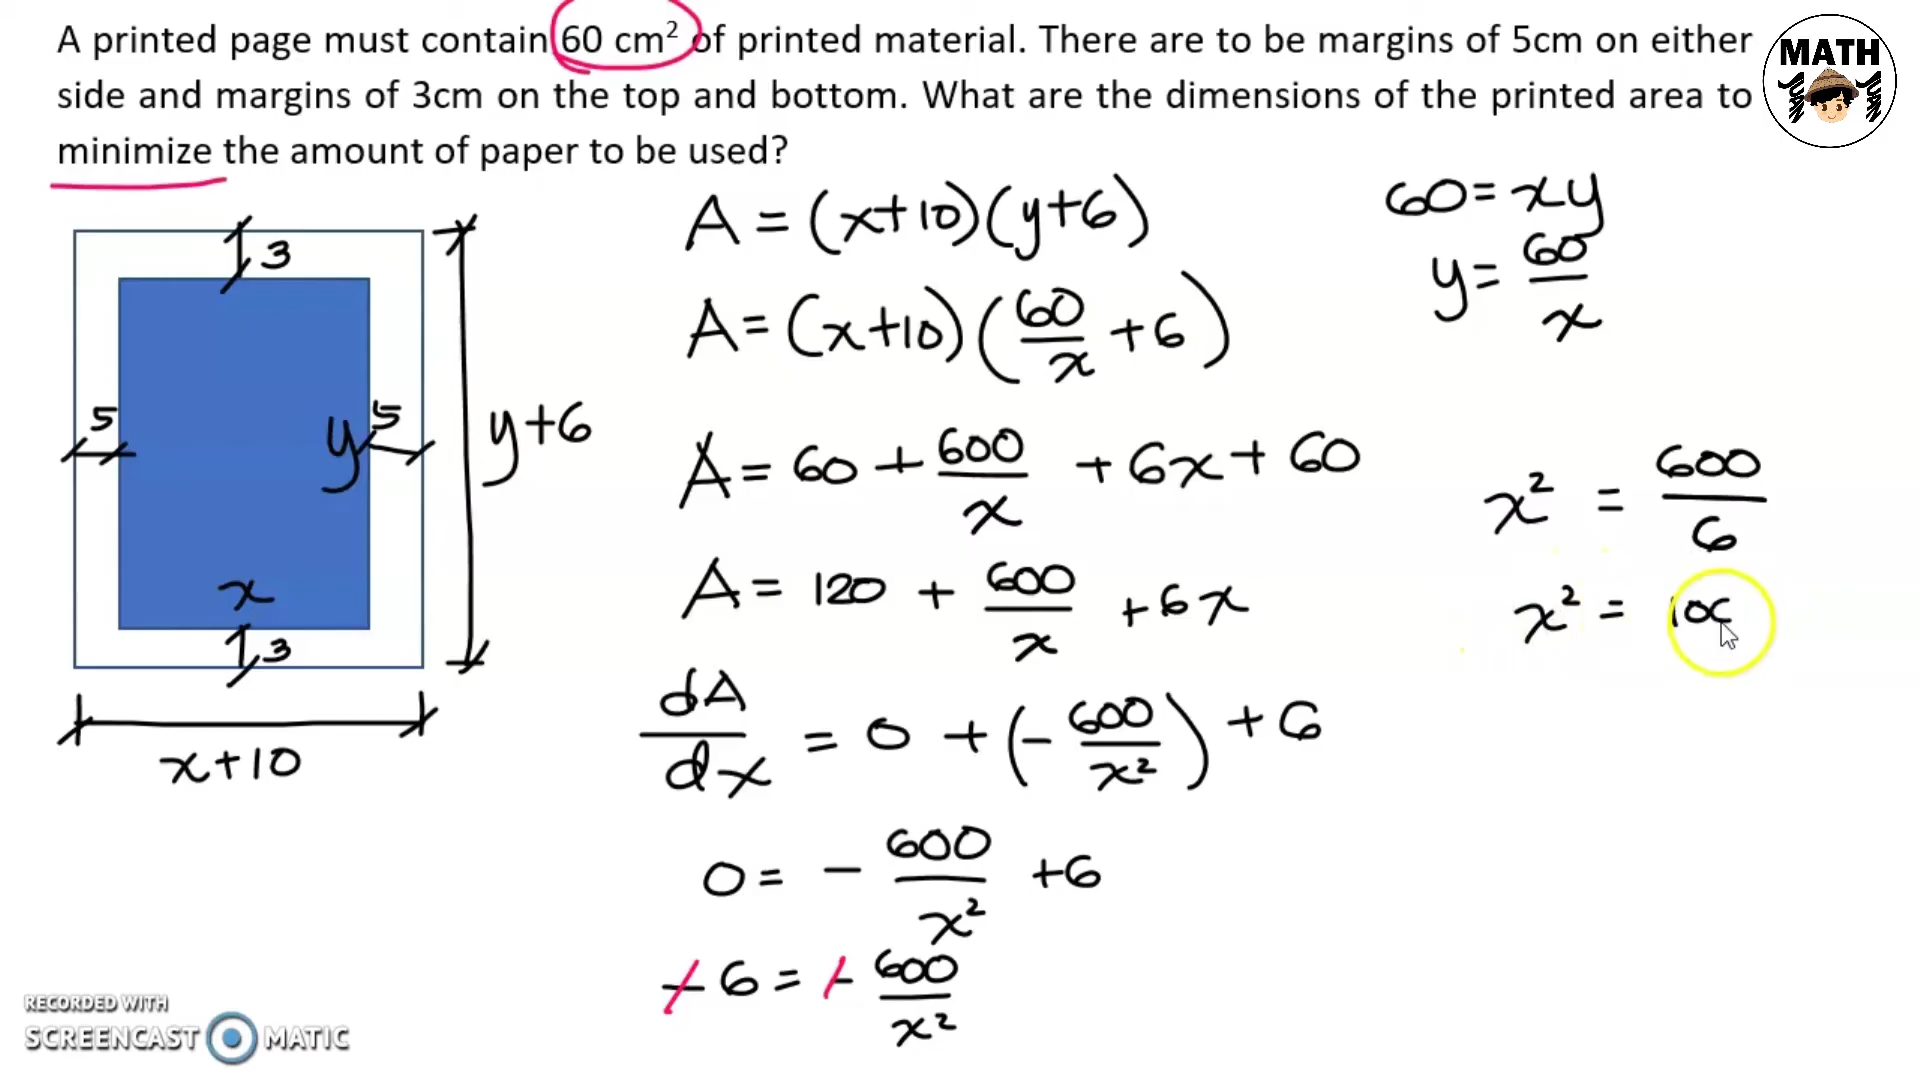 A printed page must contain 60 cm² of printed material. There are to be margins of 5cm on either
side and margins of 3cm on the top and bottom. What are the dimensions of the printed area to
minimize the amount of paper to be used?
MATH
JUAN JUAN
3
5
y
5
x
3
y+6
x+10
A = (x+10)(y+6)
A = (x+10)(60/x + 6)
A = 60 + 600/x + 6x + 60
A = 120 + 600/x + 6x
dA/dx = 0 + (- 600/x²) + 6
0 = - 600/x² + 6
- 6 = - 600/x²
60 = xy
y = 60/x
x² = 600/6
x² = 10
RECORDED WITH
SCREENCAST MATIC